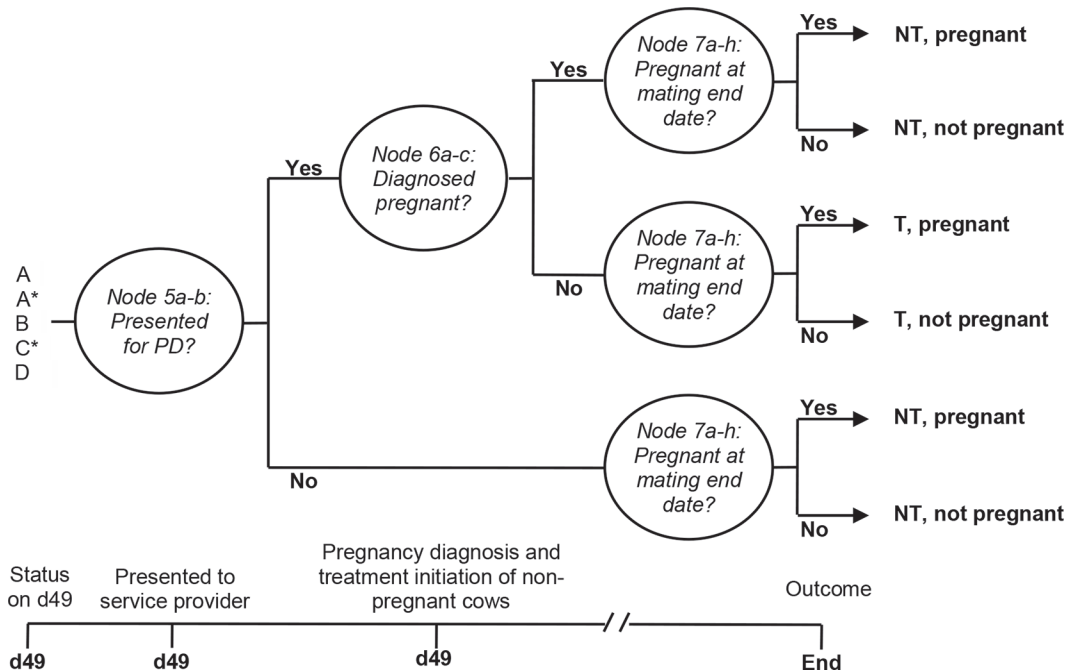 Yes
NT, pregnant
Node 7a-h:
Pregnant at
mating end
date?
Yes
NT, not pregnant
No
Node 6a-c:
Diagnosed
pregnant?
Yes
Yes
T, pregnant
Node 7a-h:
Pregnant at
mating end
date?
No
T, not pregnant
No
A
A*
B
C*
D
Node 5a-b:
Presented
for PD?
Yes
NT, pregnant
Node 7a-h:
Pregnant at
mating end
date?
No
NT, not pregnant
No
Status
on d49
Presented to
service provider
Pregnancy diagnosis and
treatment initiation of non-
pregnant cows
Outcome
d49
d49
d49
End